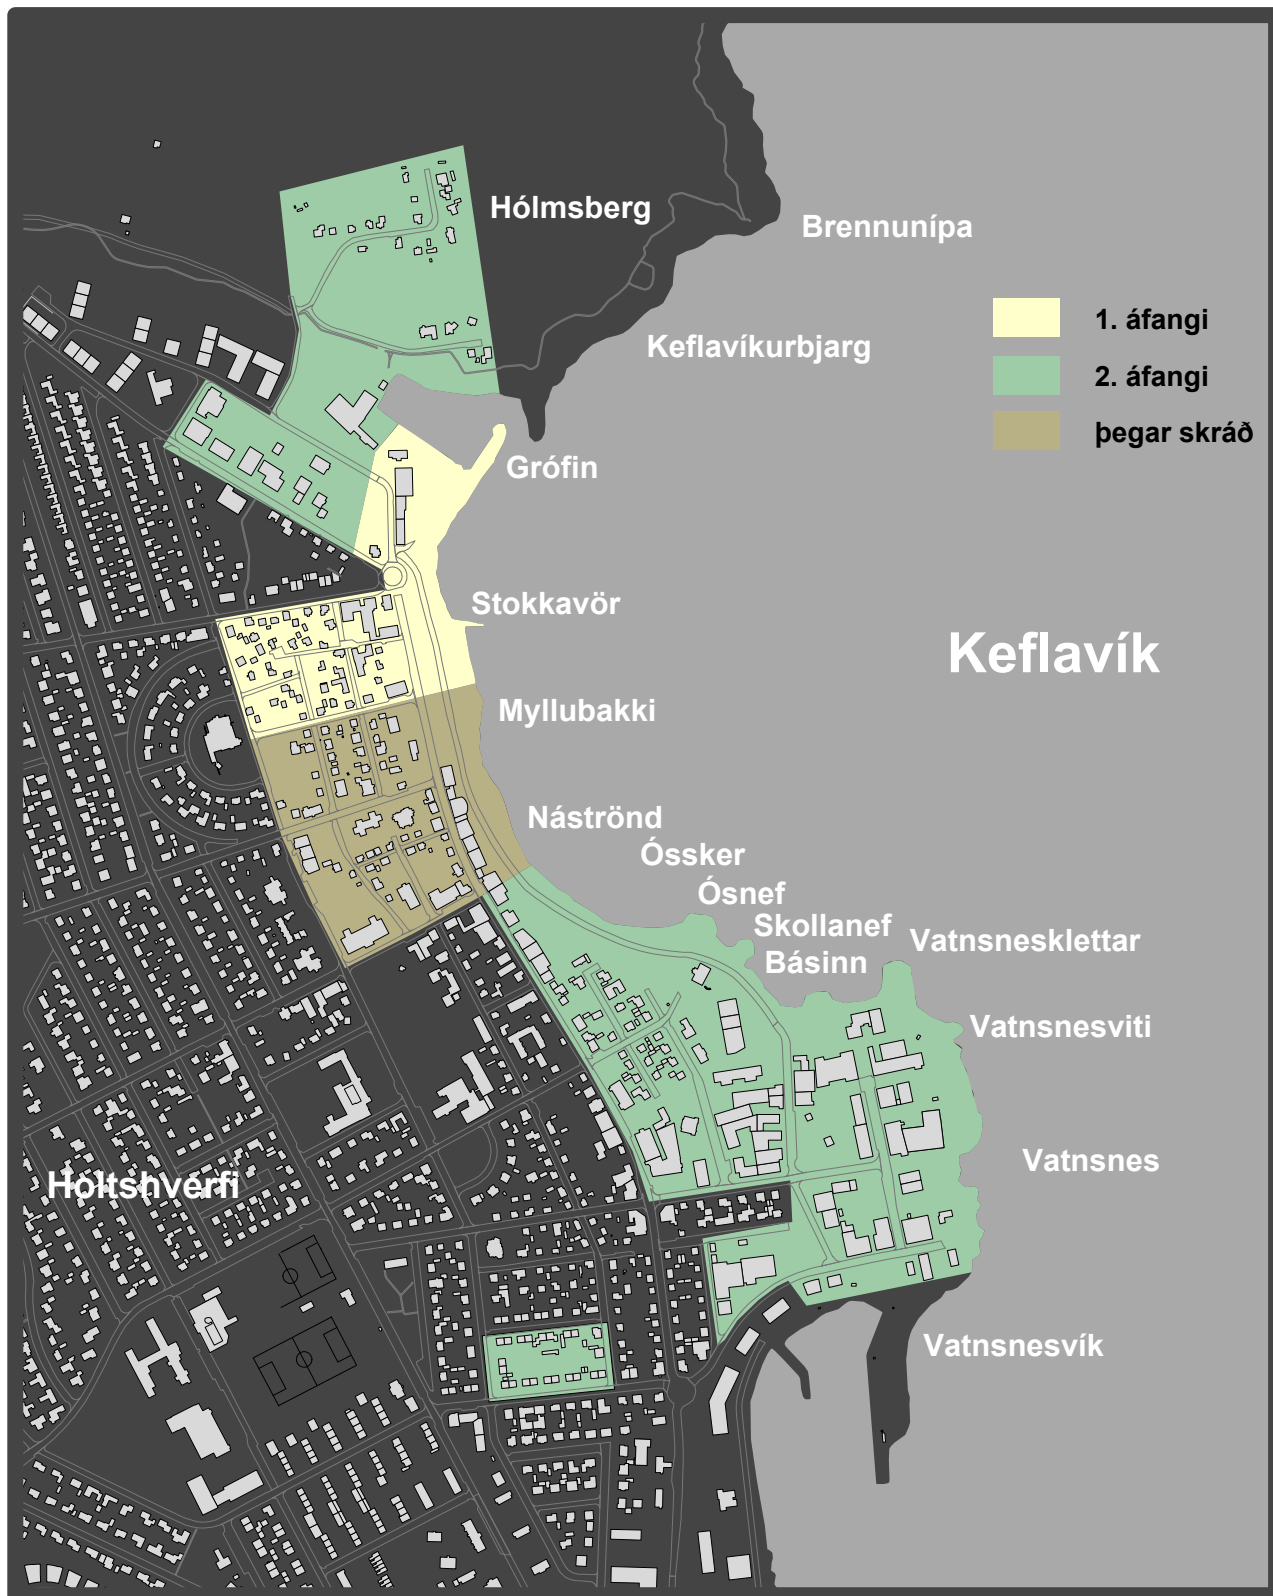 Hólmsberg
Brennunípa
1. áfangi
Keflavíkurbjarg
2. áfangi
þegar skráð
Grófin
Stokkavör
Keflavík
Myllubakki
Náströnd
Óssker
Ósnef
Skollanef
Vatnsnesklettar
Básinn
Vatnsnesviti
Vatnsnes
Holtshverfi
Vatnsnesvík